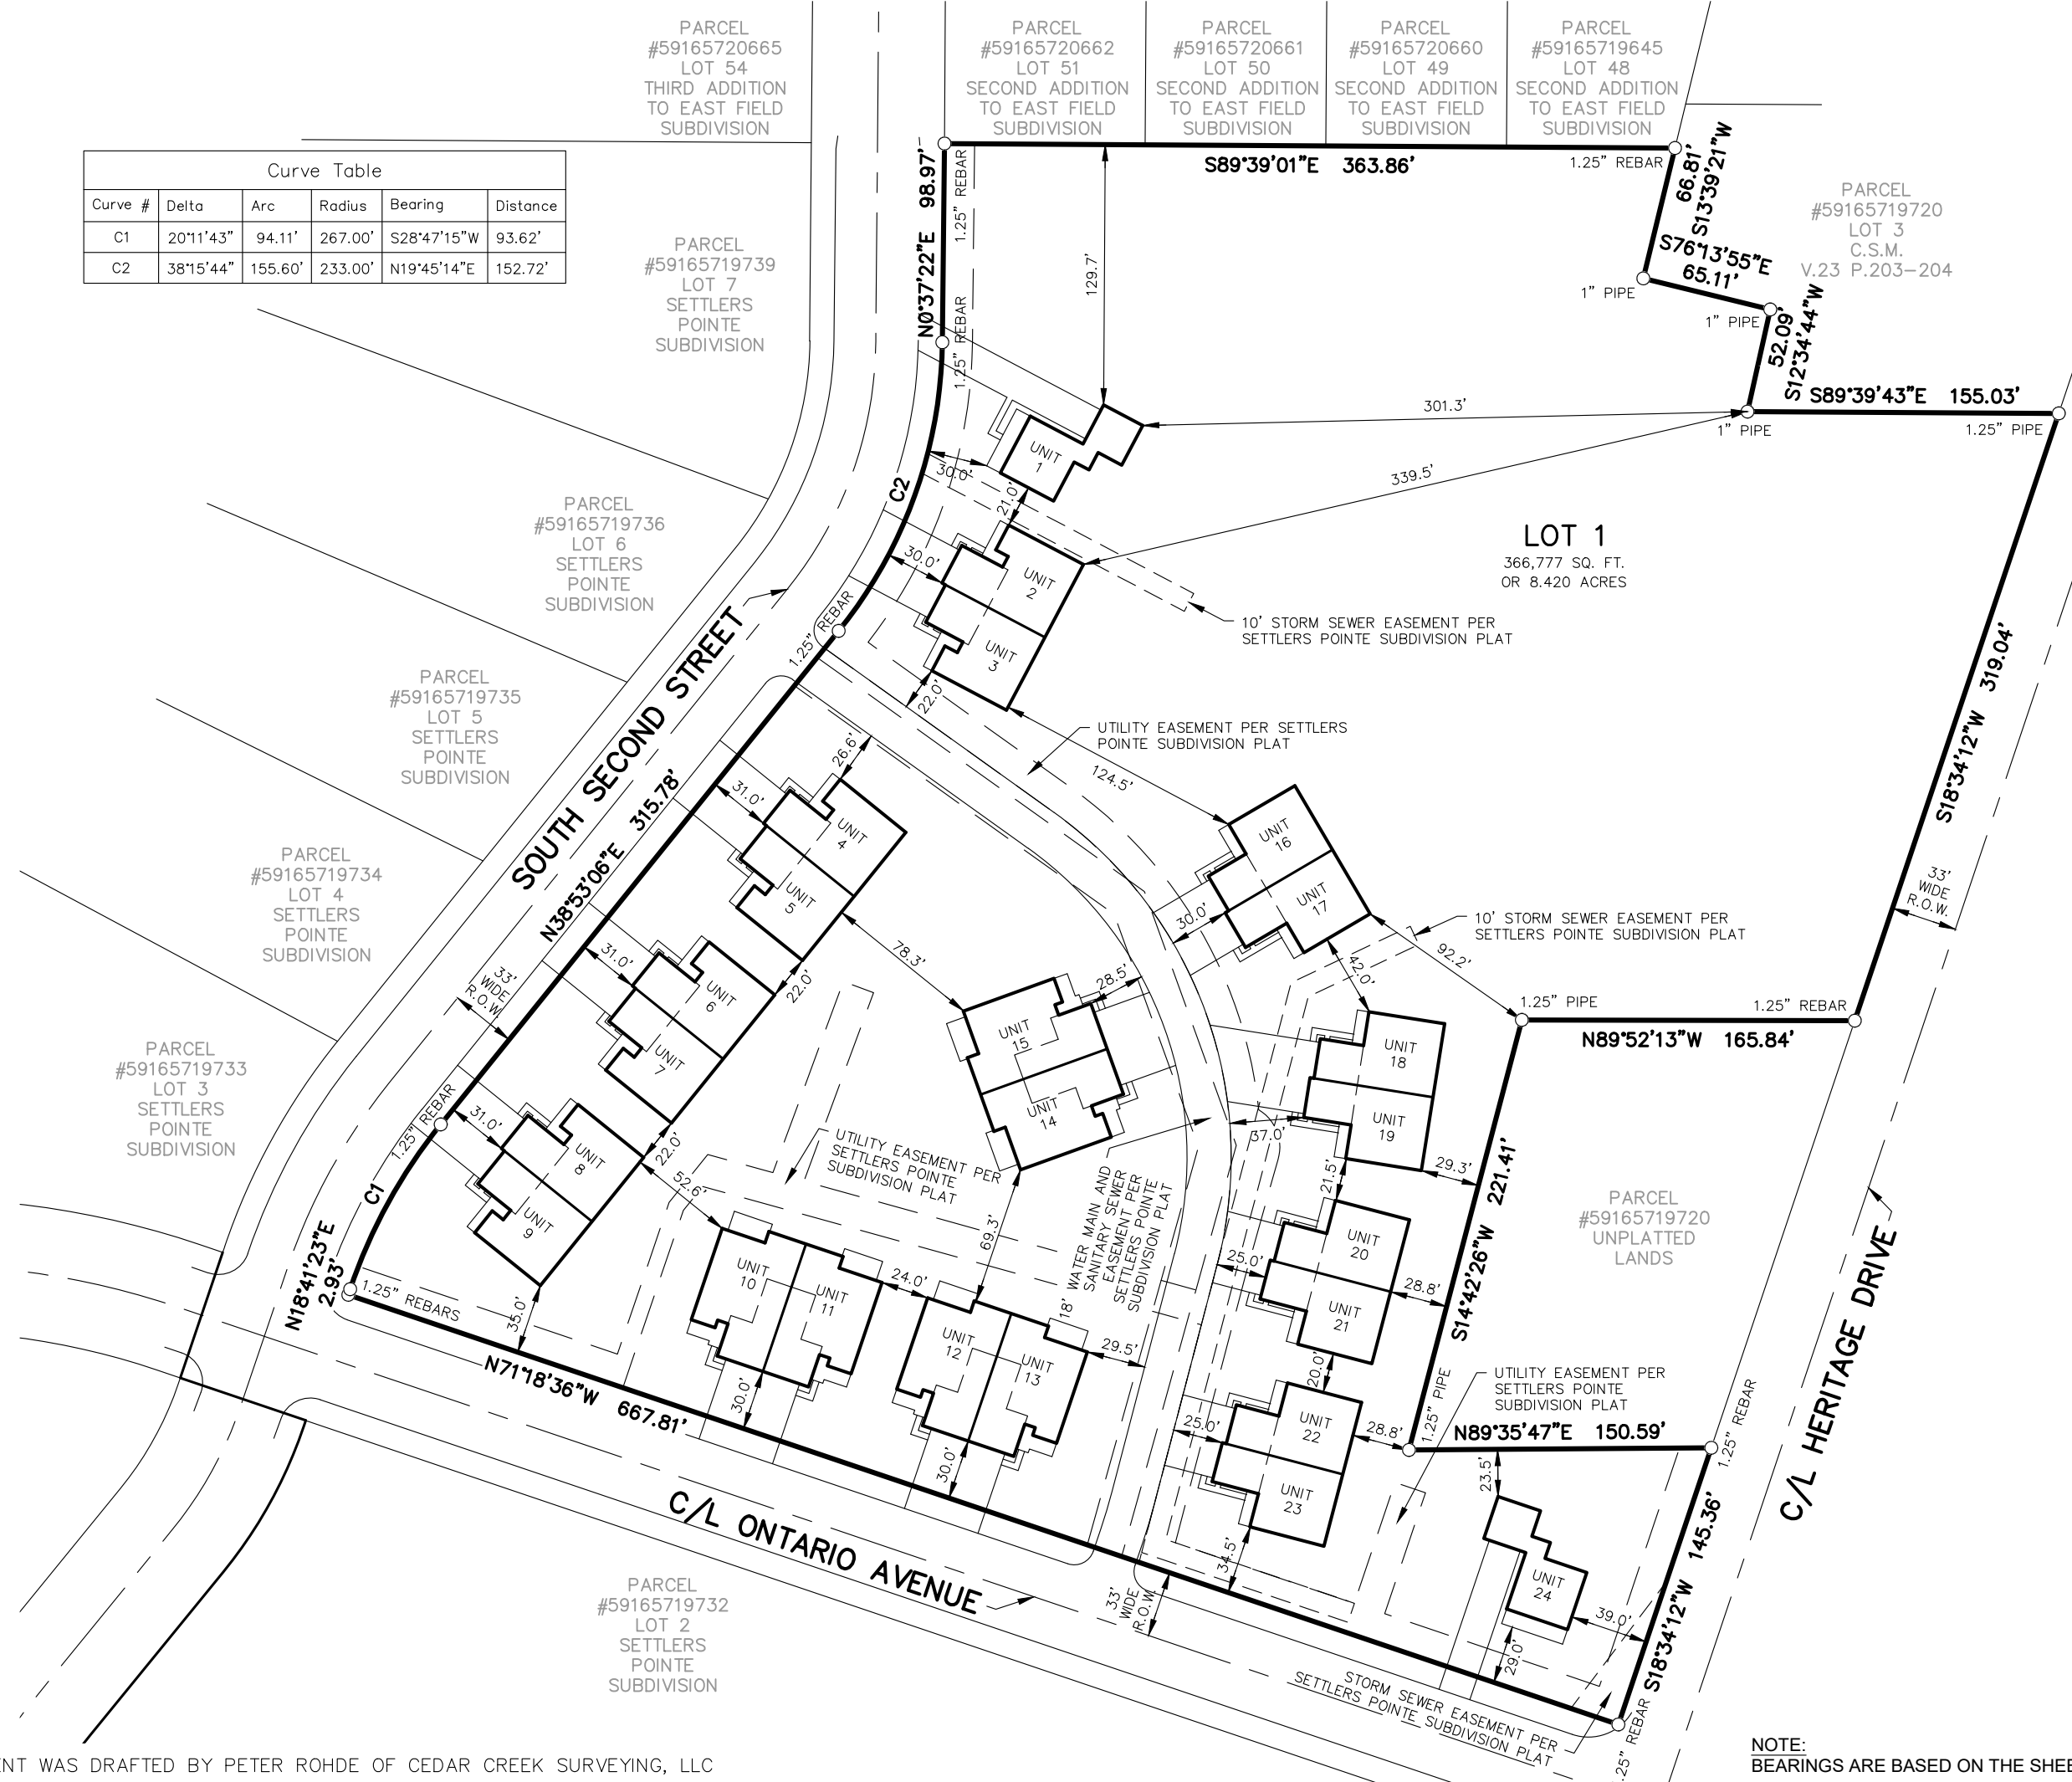 PARCEL
#59165720665
LOT 54
THIRD ADDITION
TO EAST FIELD
SUBDIVISION
PARCEL
#59165720662
LOT 51
SECOND ADDITION
TO EAST FIELD
SUBDIVISION
PARCEL
#59165720661
LOT 50
SECOND ADDITION
TO EAST FIELD
SUBDIVISION
PARCEL
#59165720660
LOT 49
SECOND ADDITION
TO EAST FIELD
SUBDIVISION
PARCEL
#59165719645
LOT 48
SECOND ADDITION
TO EAST FIELD
SUBDIVISION
Curve Table
Curve # Delta Arc Radius Bearing Distance
C1 20°11'43" 94.11' 267.00' S28°47'15"W 93.62'
C2 38°15'44" 155.60' 233.00' N19°45'14"E 152.72'
N0°37'22"E 98.97'
1.25" REBAR
1.25" REBAR
S89°39'01"E 363.86'
1.25" REBAR
66.81'
S13°39'21"W
S76°13'55"E
65.11'
1" PIPE
1" PIPE
52.09'
S12°34'44"W
S89°39'43"E 155.03'
1" PIPE
1.25" PIPE
PARCEL
#59165719720
LOT 3
C.S.M.
V.23 P.203-204
PARCEL
#59165719739
LOT 7
SETTLERS
POINTE
SUBDIVISION
129.7'
301.3'
339.5'
UNIT
1
30.0'
21.0'
C2
LOT 1
366,777 SQ. FT.
OR 8.420 ACRES
PARCEL
#59165719736
LOT 6
SETTLERS
POINTE
SUBDIVISION
30.0'
UNIT
2
UNIT
3
22.0'
10' STORM SEWER EASEMENT PER
SETTLERS POINTE SUBDIVISION PLAT
1.25" REBAR
SOUTH SECOND STREET
PARCEL
#59165719735
LOT 5
SETTLERS
POINTE
SUBDIVISION
UTILITY EASEMENT PER SETTLERS
POINTE SUBDIVISION PLAT
124.5'
S18°34'12"W 319.04'
26.6'
31.0'
UNIT
4
UNIT
5
N38°53'06"E 315.78'
UNIT
16
UNIT
17
30.0'
PARCEL
#59165719734
LOT 4
SETTLERS
POINTE
SUBDIVISION
33'
WIDE
R.O.W.
10' STORM SEWER EASEMENT PER
SETTLERS POINTE SUBDIVISION PLAT
92.2'
42.0'
78.3'
28.5'
31.0'
22.0'
UNIT
6
UNIT
7
33'
WIDE
R.O.W.
UNIT
15
UNIT
14
1.25" PIPE
1.25" REBAR
N89°52'13"W 165.84'
UNIT
18
UNIT
19
37.0'
29.3'
21.5'
PARCEL
#59165719733
LOT 3
SETTLERS
POINTE
SUBDIVISION
1.25" REBAR
31.0'
C1
UNIT
8
UNIT
9
22.0'
52.6'
UTILITY EASEMENT PER
SETTLERS POINTE
SUBDIVISION PLAT
69.3'
18' WATER MAIN AND
SANITARY SEWER
EASEMENT PER
SETTLERS POINTE
SUBDIVISION PLAT
S14°42'26"W 221.41'
PARCEL
#59165719720
UNPLATTED
LANDS
N18°41'23"E
2.93'
1.25" REBARS
35.0'
UNIT
10
UNIT
11
24.0'
UNIT
12
UNIT
13
29.5'
25.0'
UNIT
20
UNIT
21
28.8'
20.0'
C/L HERITAGE DRIVE
N71°18'36"W 667.81'
30.0'
30.0'
25.0'
UNIT
22
UNIT
23
28.8'
1.25" PIPE
UTILITY EASEMENT PER
SETTLERS POINTE
SUBDIVISION PLAT
N89°35'47"E 150.59'
1.25" REBAR
23.5'
34.5'
UNIT
24
39.0'
29.0'
S18°34'12"W 145.36'
C/L ONTARIO AVENUE
33'
WIDE
R.O.W.
PARCEL
#59165719732
LOT 2
SETTLERS
POINTE
SUBDIVISION
STORM SEWER EASEMENT PER
SETTLERS POINTE SUBDIVISION PLAT
.25" REBAR
ENT WAS DRAFTED BY PETER ROHDE OF CEDAR CREEK SURVEYING, LLC
NOTE:
BEARINGS ARE BASED ON THE SHE